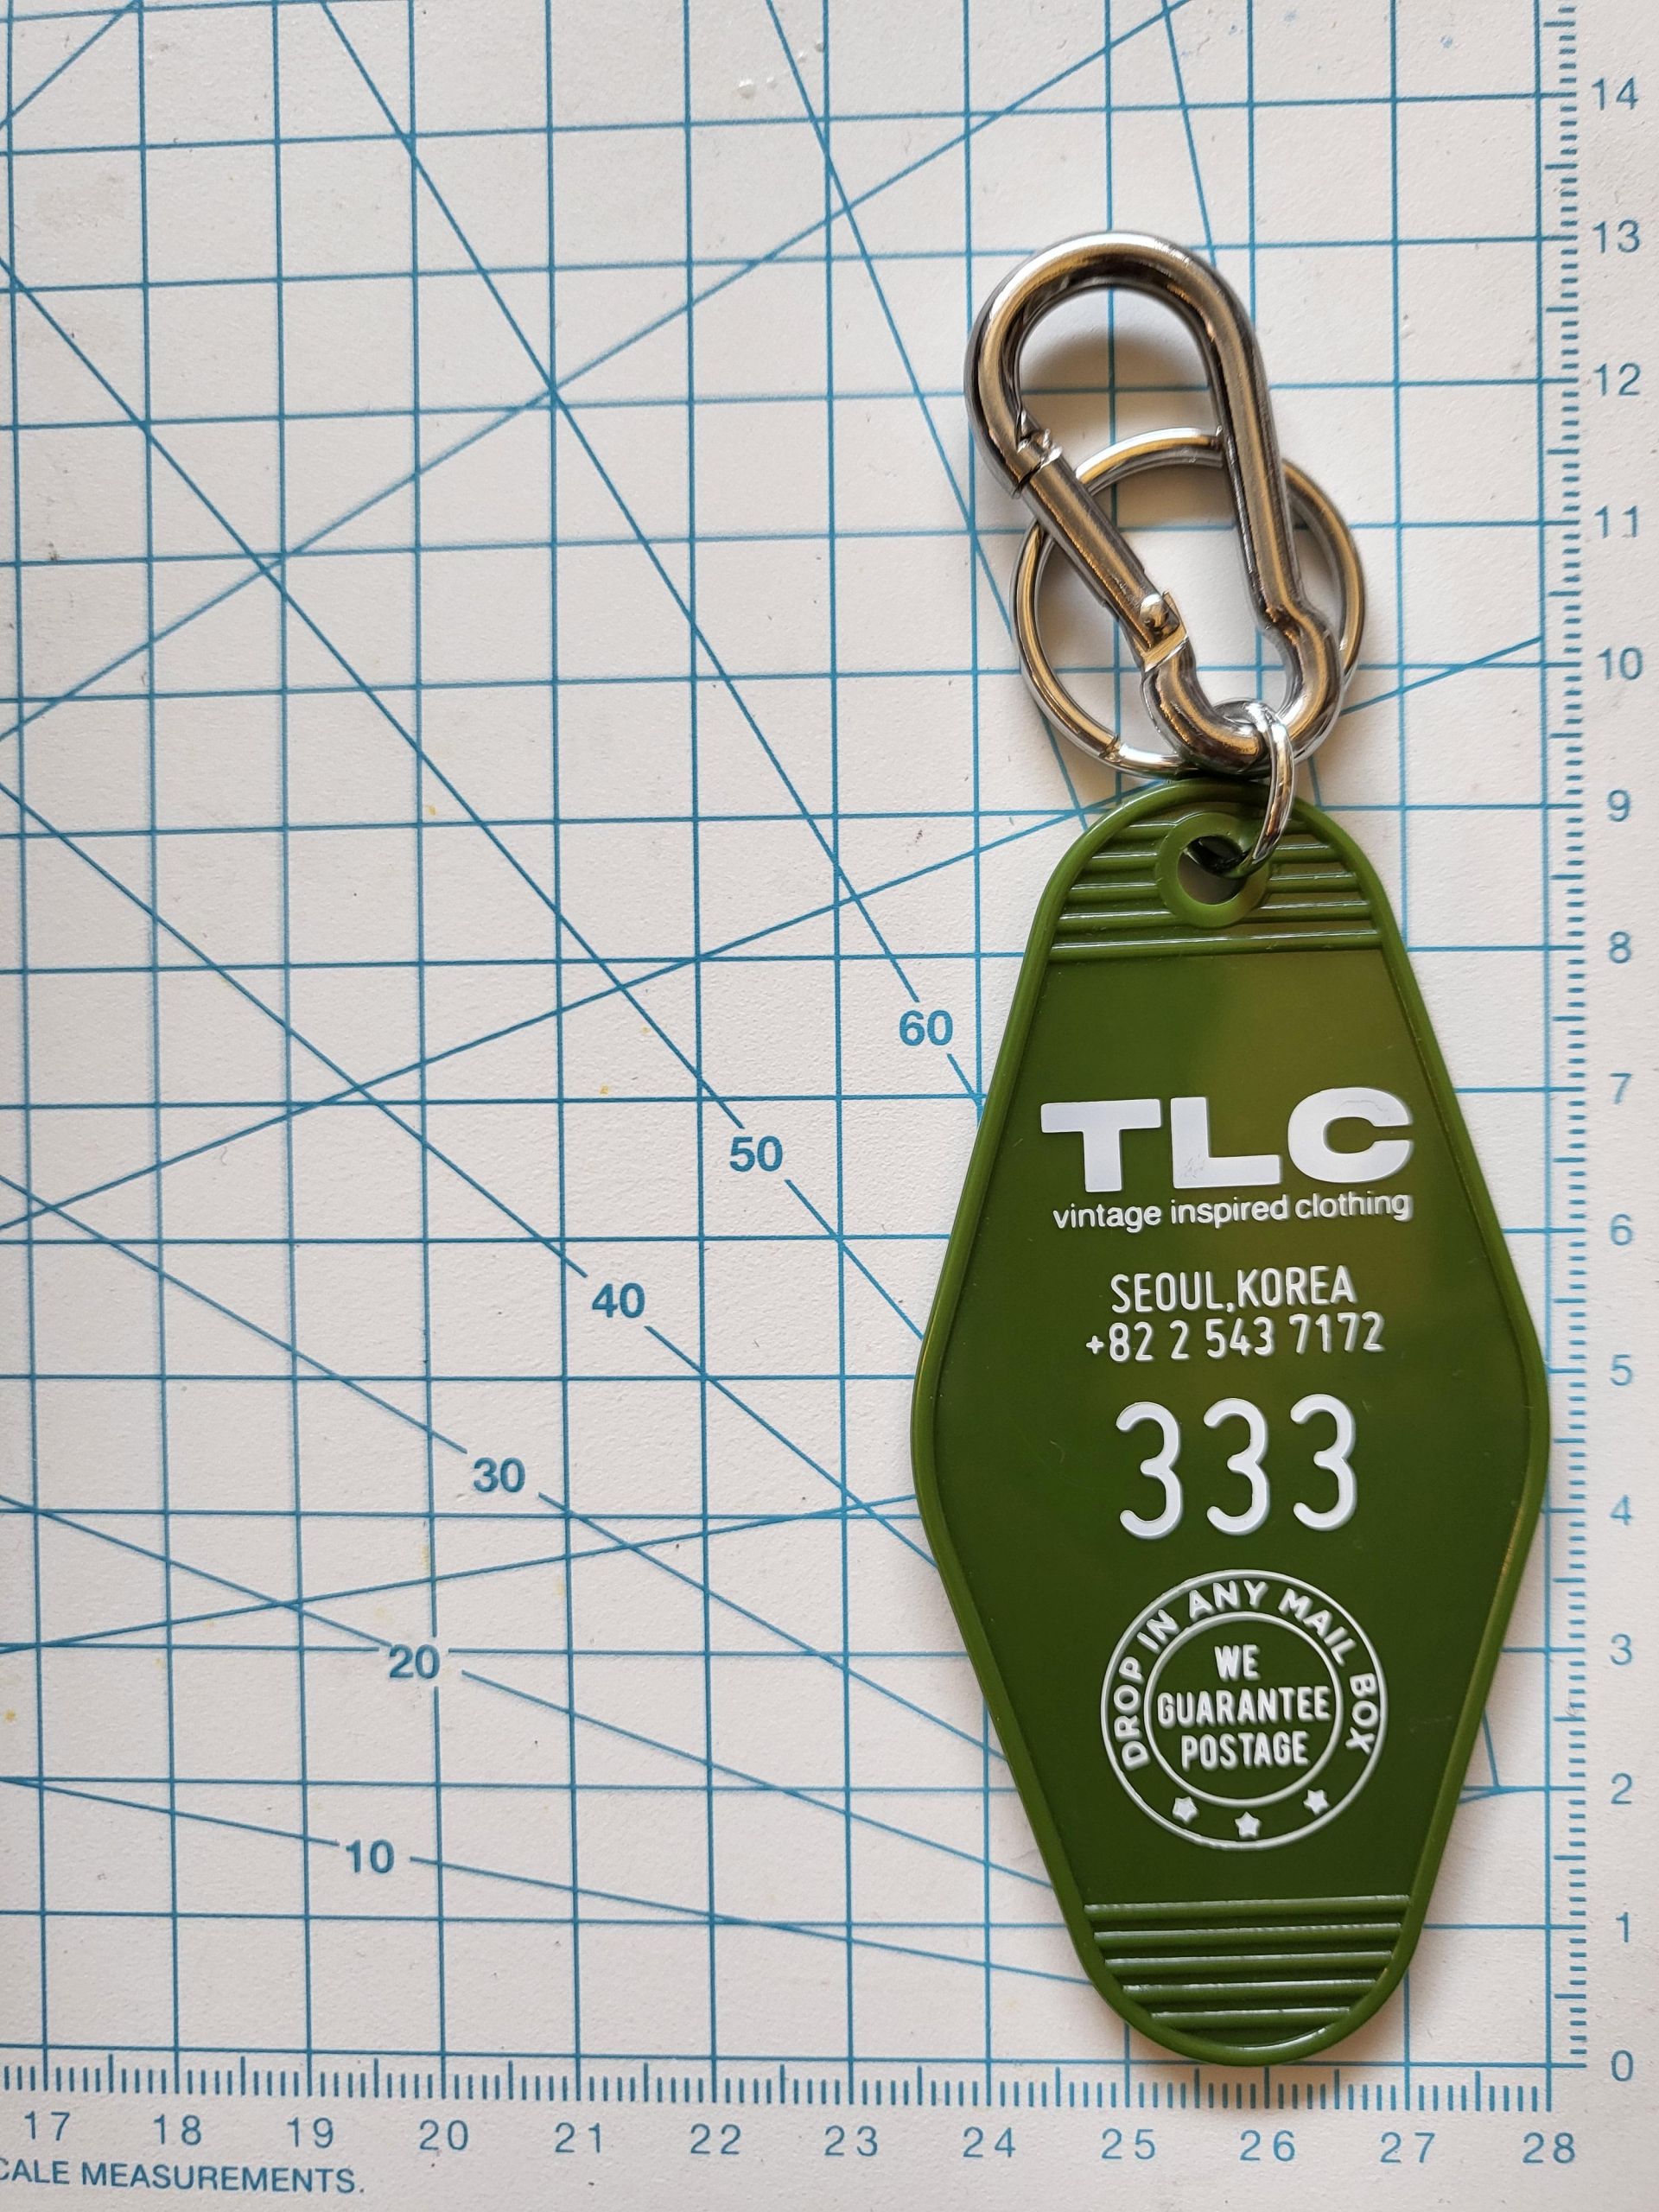 14
13
12
11
10
9
8
60
7
TLC
50
vintage inspired clothing
6
SEOUL,KOREA
40
+82 2 543 7172
5
333
30
4
DROP IN ANY MAIL BOX
WE
GUARANTEE
POSTAGE
3
20
2
10
1
0
17 18 19 20 21 22 23 24 25 26 27 28
MEASUREMENTS.